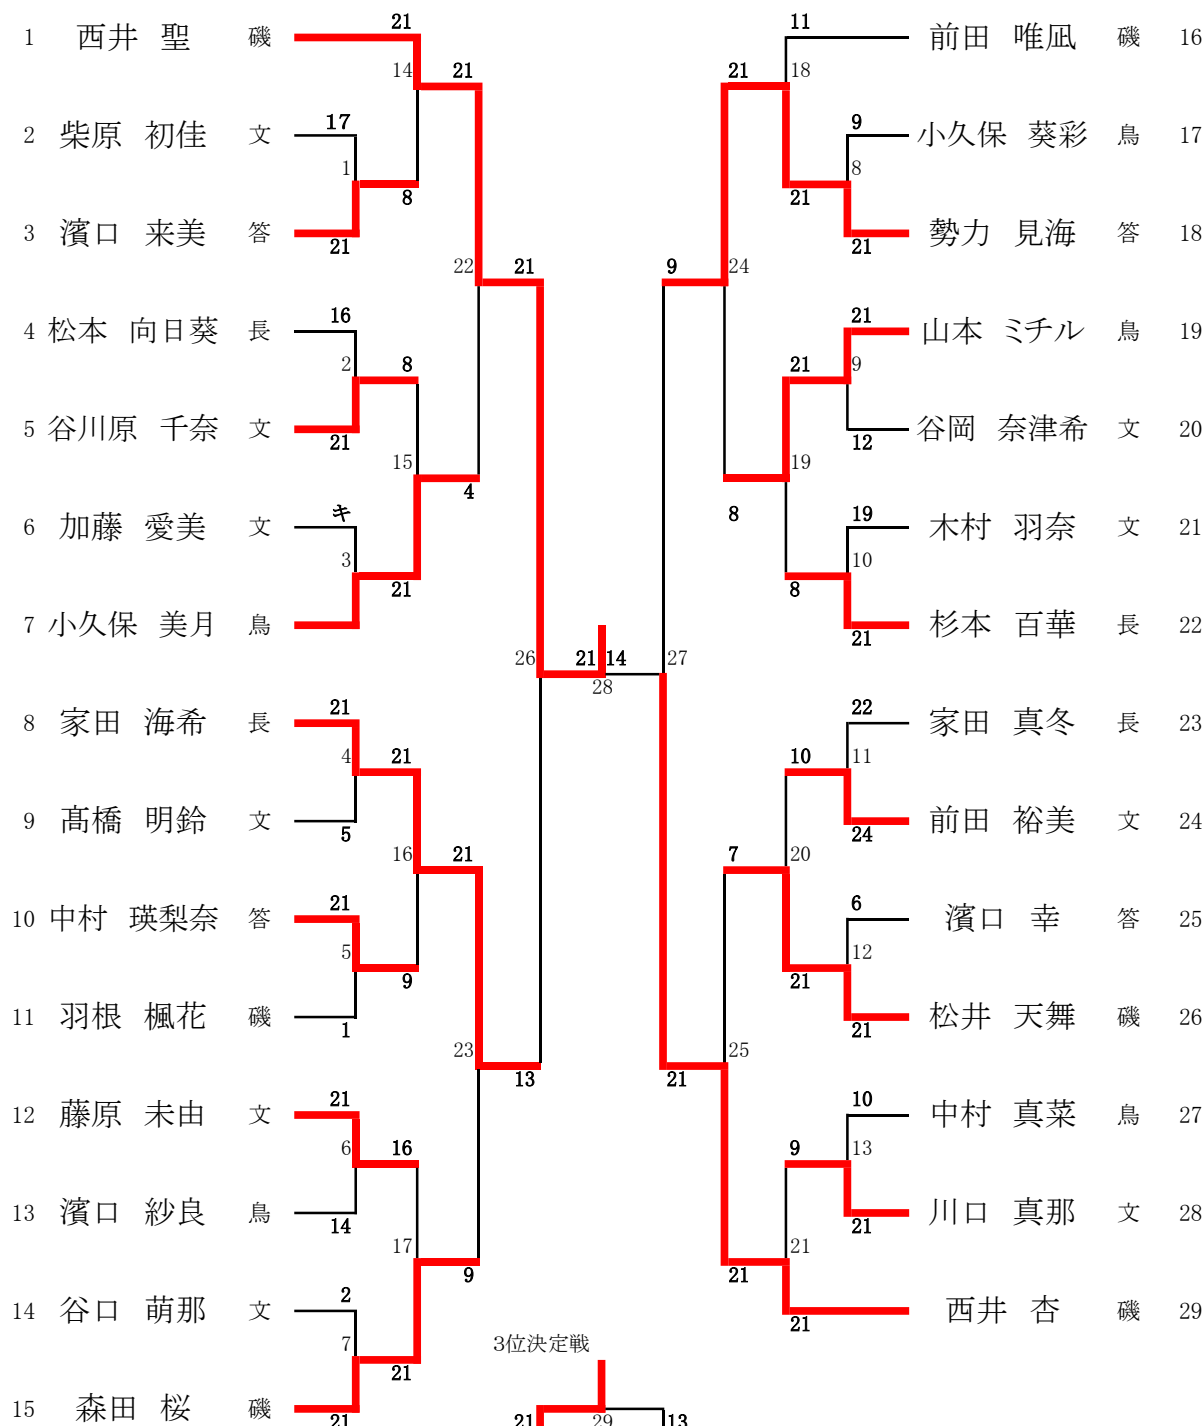 21
11
1 西井 聖 磯
前田 唯凪 磯 16
14
21
21
18
2 柴原 初佳 文
17
9
小久保 葵彩 鳥 17
1
8
8
21
3 濱口 来美 答
21
21
勢力 見海 答 18
22
21
9
24
4 松本 向日葵 長
16
21
山本 ミチル 鳥 19
2
8
21
9
5 谷川原 千奈 文
21
12
谷岡 奈津希 文 20
15
19
4
8
6 加藤 愛美 文
キ
19
木村 羽奈 文 21
3
10
21
8
7 小久保 美月 鳥
21
杉本 百華 長 22
26
21
14
27
28
8 家田 海希 長
21
22
家田 真冬 長 23
4
21
10
11
9 髙橋 明鈴 文
5
24
前田 裕美 文 24
16
21
7
20
10 中村 瑛梨奈 答
21
6
濱口 幸 答 25
5
12
9
21
11 羽根 楓花 磯
1
21
松井 天舞 磯 26
23
25
13
21
12 藤原 未由 文
21
10
中村 真菜 鳥 27
6
16
9
13
13 濱口 紗良 鳥
14
21
川口 真那 文 28
17
21
9
21
14 谷口 萌那 文
2
西井 杏 磯 29
21
7
3位決定戦
21
15 森田 桜 磯
21
21
29
13